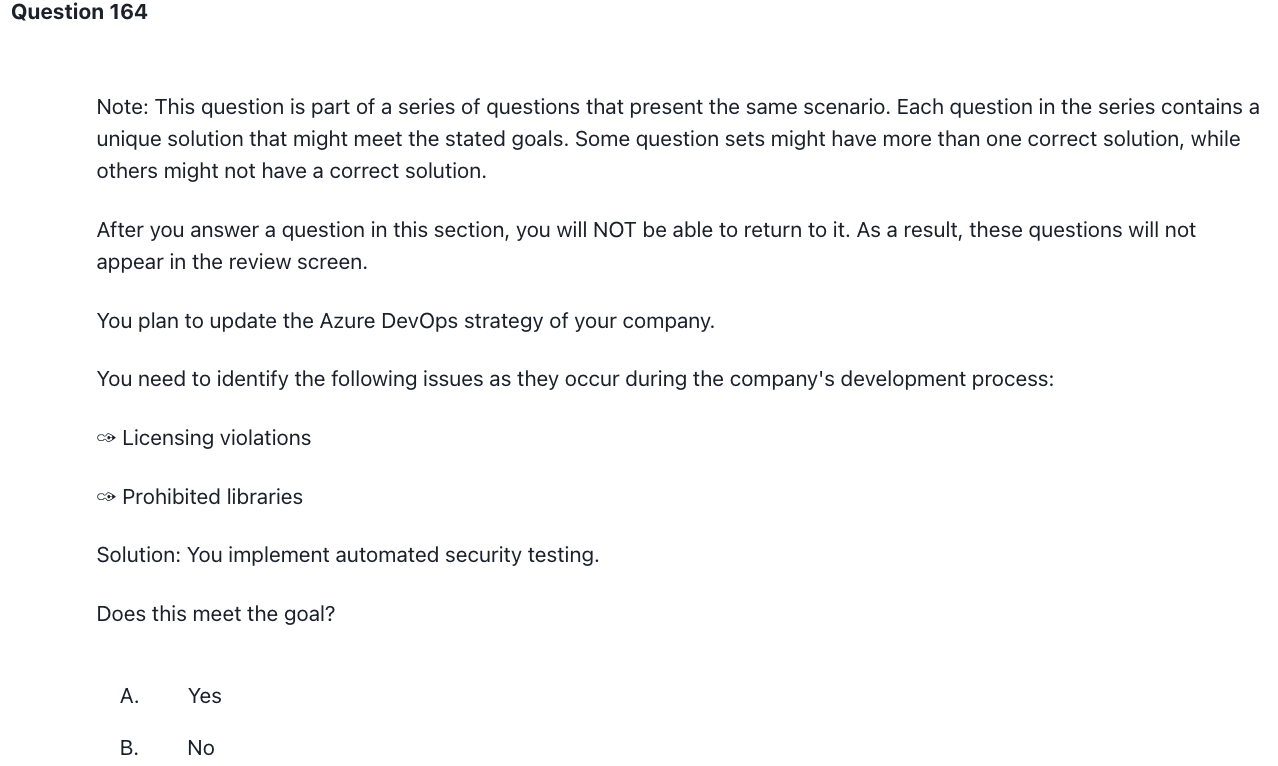 Question 164
Note: This question is part of a series of questions that present the same scenario. Each question in the series contains a
unique solution that might meet the stated goals. Some question sets might have more than one correct solution, while
others might not have a correct solution.
After you answer a question in this section, you will NOT be able to return to it. As a result, these questions will not
appear in the review screen.
You plan to update the Azure DevOps strategy of your company.
You need to identify the following issues as they occur during the company's development process:
✑ Licensing violations
✑ Prohibited libraries
Solution: You implement automated security testing.
Does this meet the goal?
A. Yes
B. No